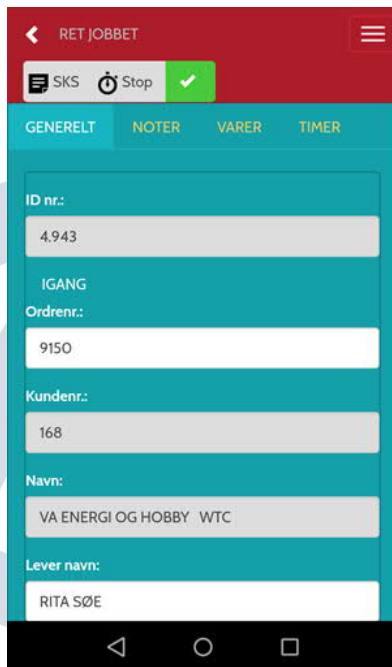 RET JOBBET
SKS Stop
GENERELT NOTER VARER TIMER
ID nr.:
4.943
IGANG
Ordrenr.:
9150
Kundenr.:
168
Navn:
VA ENERGI OG HOBBY WTC
Lever navn:
RITA SØE